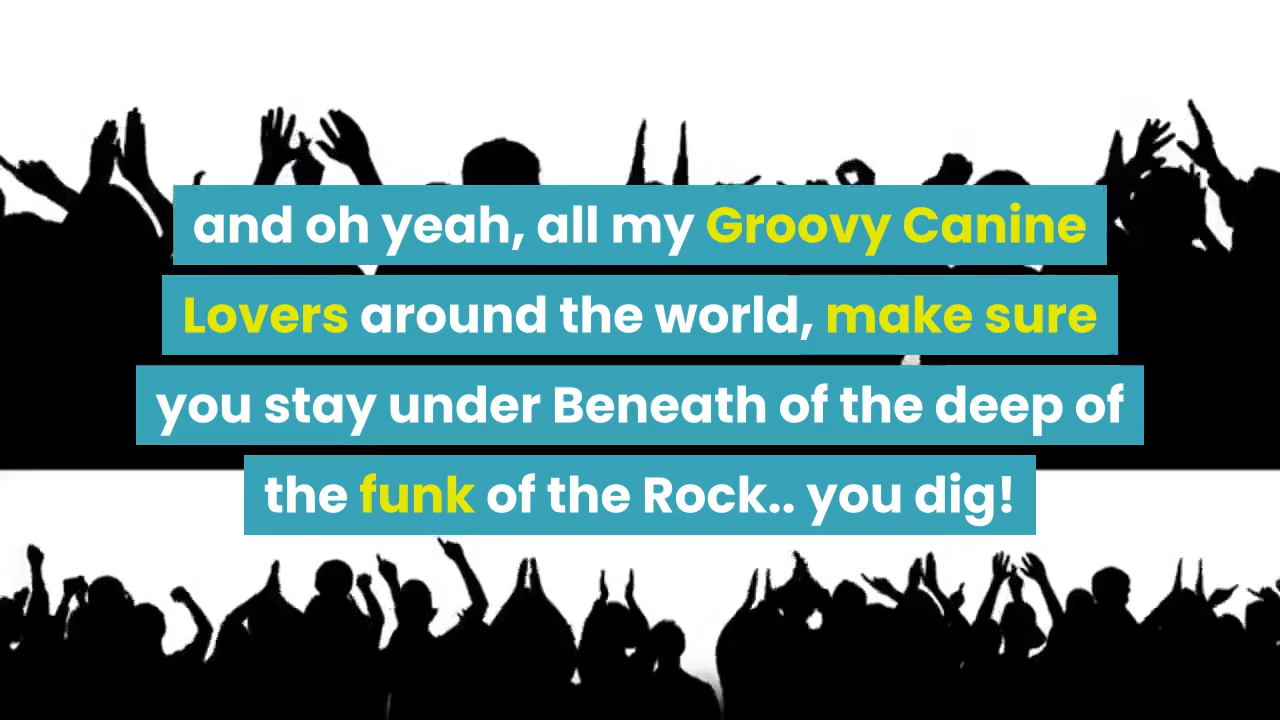 and oh yeah, all my Groovy Canine
Lovers around the world, make sure
you stay under Beneath of the deep of
the funk of the Rock.. you dig!